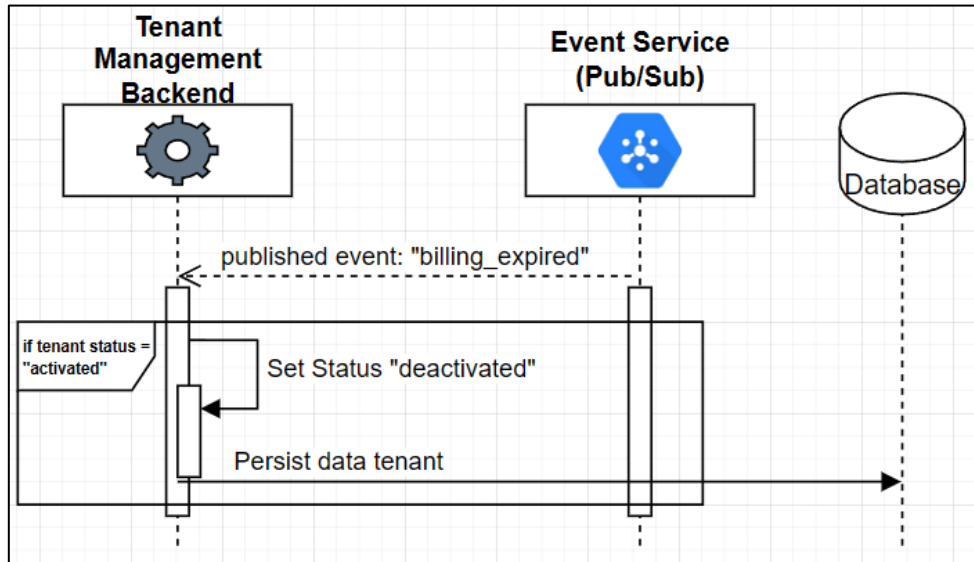 Tenant
Management
Backend
Event Service
(Pub/Sub)
Database
published event: "billing_expired"
if tenant status =
"activated"
Set Status "deactivated"
Persist data tenant